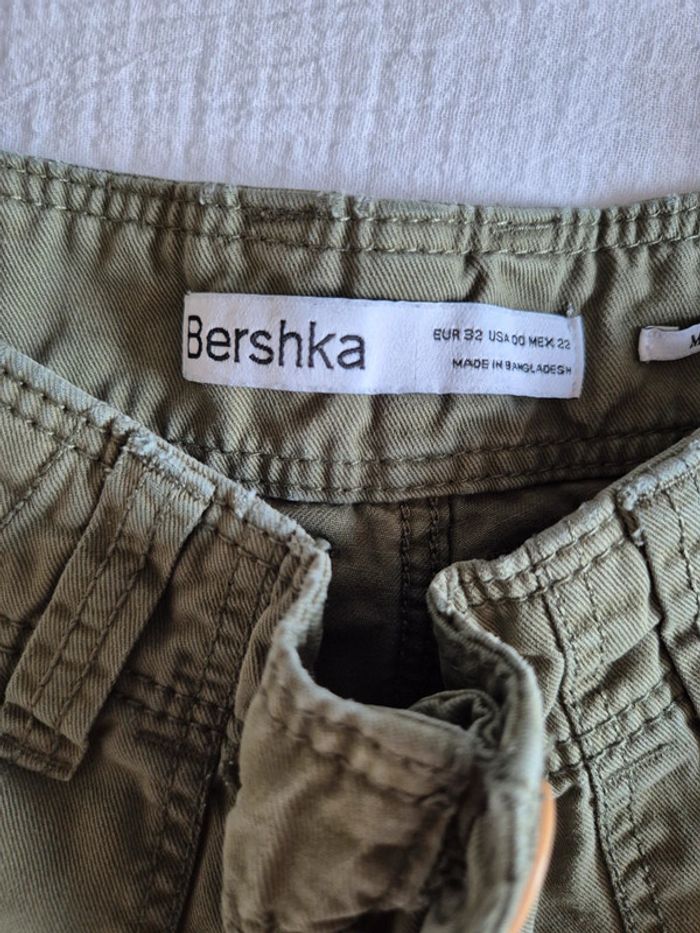 Bershka
EUR 32 USA 00 MEX 22
MADE IN BANGLADESH
M